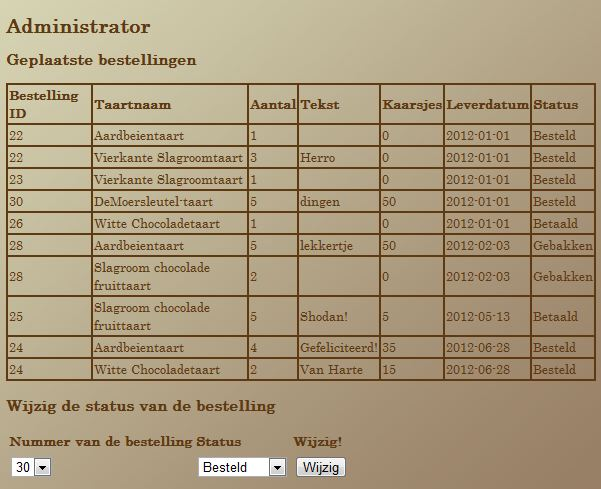 Administrator
Geplaatste bestellingen
Bestelling ID Taartnaam Aantal Tekst Kaarsjes Leverdatum Status
22 Aardbeientaart 1 0 2012-01-01 Besteld
22 Vierkante Slagroomtaart 3 Herro 0 2012-01-01 Besteld
23 Vierkante Slagroomtaart 1 0 2012-01-01 Besteld
30 DeMoersleutel-taart 5 dingen 50 2012-01-01 Besteld
26 Witte Chocoladetaart 1 0 2012-01-01 Betaald
28 Aardbeientaart 5 lekkertje 50 2012-02-03 Gebakken
28 Slagroom chocolade fruittaart 2 0 2012-02-03 Gebakken
25 Slagroom chocolade fruittaart 5 Shodan! 5 2012-05-13 Betaald
24 Aardbeientaart 4 Gefeliciteerd! 35 2012-06-28 Besteld
24 Witte Chocoladetaart 2 Van Harte 15 2012-06-28 Besteld
Wijzig de status van de bestelling
Nummer van de bestelling Status Wijzig!
30 Besteld Wijzig